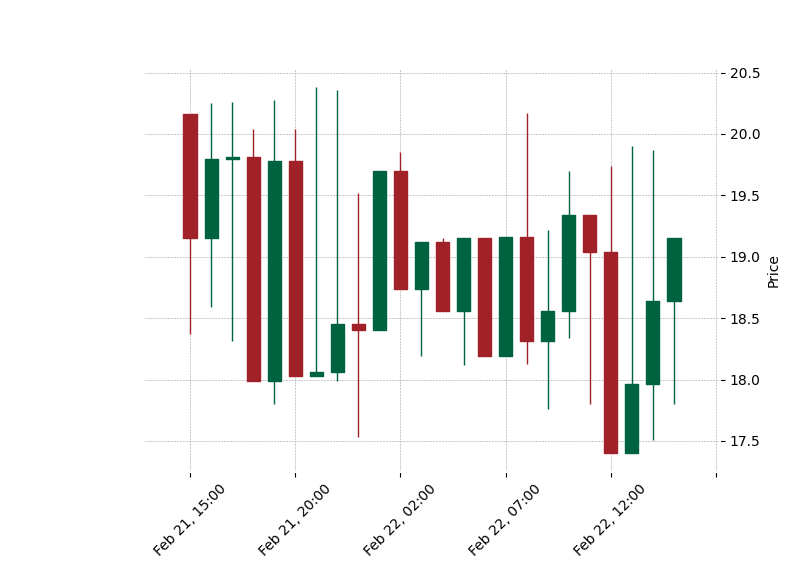 20.5
20.0
19.5
19.0
18.5
18.0
17.5
Price
Feb 21, 15:00
Feb 21, 20:00
Feb 22, 02:00
Feb 22, 07:00
Feb 22, 12:00